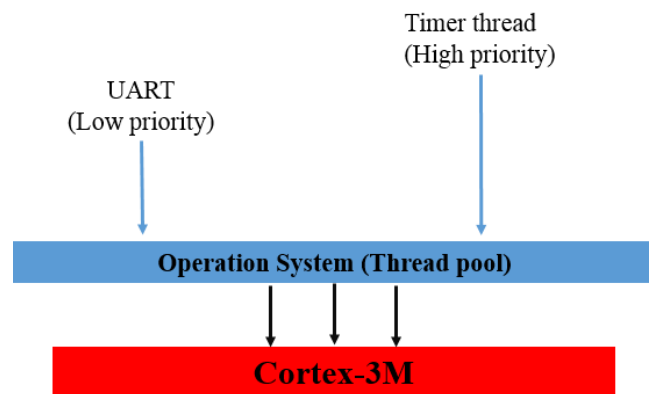 Timer thread
(High priority)
UART
(Low priority)
Operation System (Thread pool)
Cortex-3M